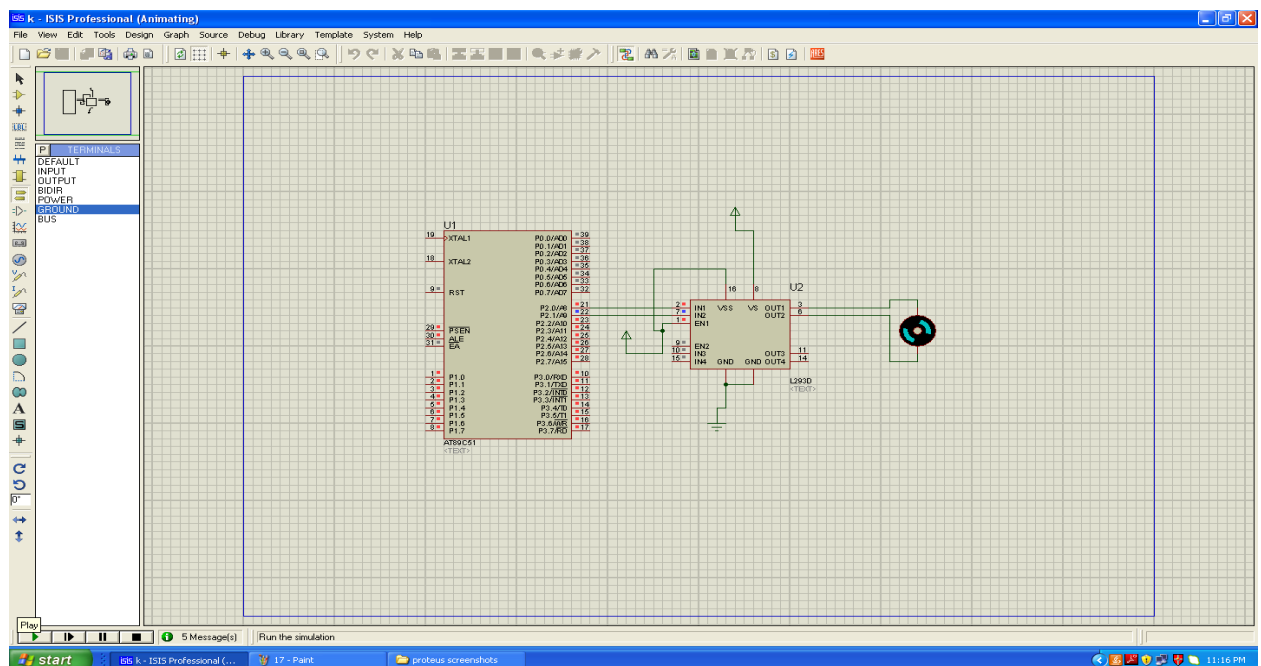 ISIS k - ISIS Professional (Animating)
File View Edit Tools Design Graph Source Debug Library Template System Help
ARES
LBL
P TERMINALS
DEFAULT
INPUT
OUTPUT
BIDIR
POWER
GROUND
BUS
A
S
0°
U1
19 XTAL1
18 XTAL2
9 RST
29 PSEN
30 ALE
31 EA
1 P1.0
2 P1.1
3 P1.2
4 P1.3
5 P1.4
6 P1.5
7 P1.6
8 P1.7
P0.0/AD0 39
P0.1/AD1 38
P0.2/AD2 37
P0.3/AD3 36
P0.4/AD4 35
P0.5/AD5 34
P0.6/AD6 33
P0.7/AD7 32
P2.0/A8 21
P2.1/A9 22
P2.2/A10 23
P2.3/A11 24
P2.4/A12 25
P2.5/A13 26
P2.6/A14 27
P2.7/A15 28
P3.0/RXD 10
P3.1/TXD 11
P3.2/INT0 12
P3.3/INT1 13
P3.4/T0 14
P3.5/T1 15
P3.6/WR 16
P3.7/RD 17
AT89C51
<TEXT>
U2
16 8
2 IN1 VSS VS OUT1 3
7 IN2 OUT2 6
1 EN1
9 EN2
10 IN3 OUT3 11
15 IN4 GND GND OUT4 14
L293D
<TEXT>
Play
5 Message(s) Run the simulation
start
ISIS k - ISIS Professional (...
17 - Paint
proteus screenshots
11:16 PM